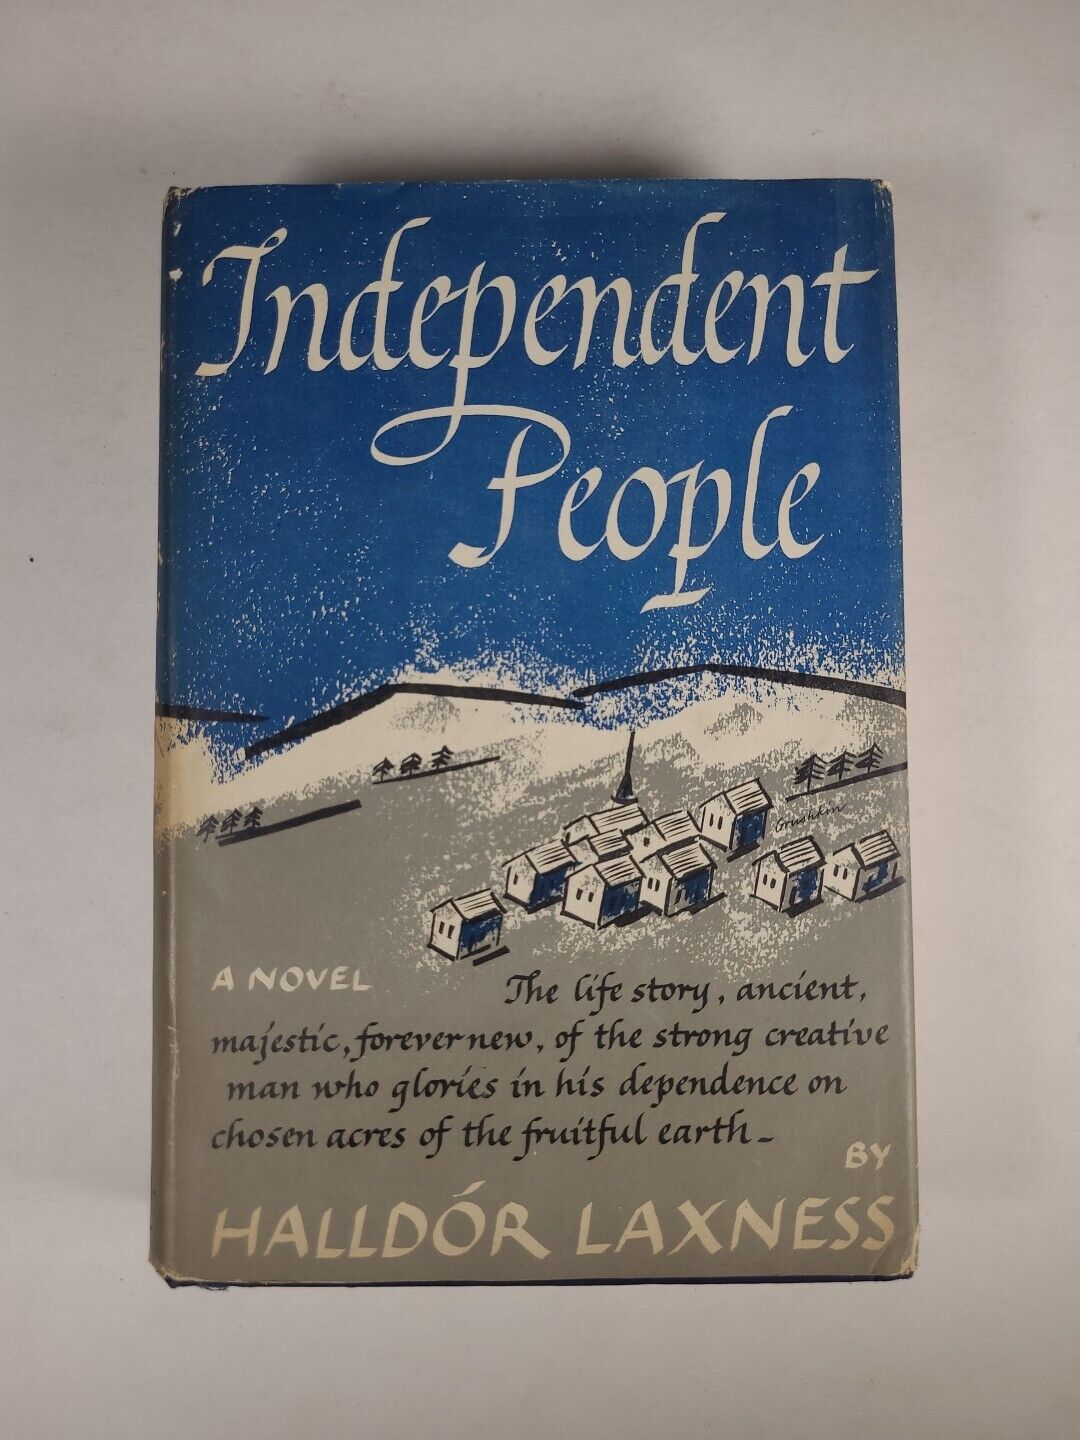 Independent
People
Grushkin
A NOVEL
The life story, ancient,
majestic, forever new, of the strong creative
man who glories in his dependence on
chosen acres of the fruitful earth–
BY
HALLDÓR LAXNESS